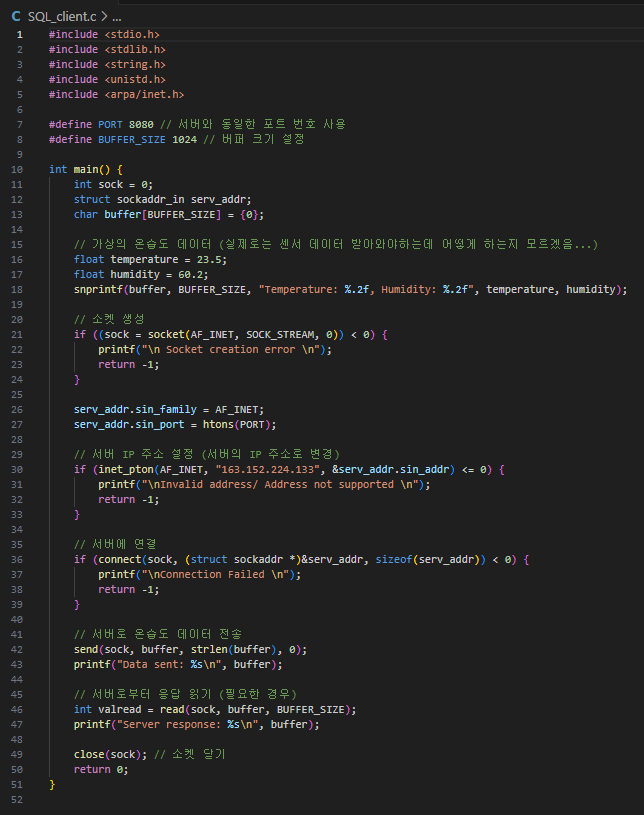 C SQL_client.c > ...
1 #include <stdio.h>
2 #include <stdlib.h>
3 #include <string.h>
4 #include <unistd.h>
5 #include <arpa/inet.h>
6
7 #define PORT 8080 // 서버와 동일한 포트 번호 사용
8 #define BUFFER_SIZE 1024 // 버퍼 크기 설정
9
10 int main() {
11     int sock = 0;
12     struct sockaddr_in serv_addr;
13     char buffer[BUFFER_SIZE] = {0};
14
15     // 가상의 온습도 데이터 (실제로는 센서 데이터 받아와야하는데 어떻게 하는지 모르겠음...)
16     float temperature = 23.5;
17     float humidity = 60.2;
18     snprintf(buffer, BUFFER_SIZE, "Temperature: %.2f, Humidity: %.2f", temperature, humidity);
19
20     // 소켓 생성
21     if ((sock = socket(AF_INET, SOCK_STREAM, 0)) < 0) {
22         printf("\n Socket creation error \n");
23         return -1;
24     }
25
26     serv_addr.sin_family = AF_INET;
27     serv_addr.sin_port = htons(PORT);
28
29     // 서버 IP 주소 설정 (서버의 IP 주소로 변경)
30     if (inet_pton(AF_INET, "163.152.224.133", &serv_addr.sin_addr) <= 0) {
31         printf("\nInvalid address/ Address not supported \n");
32         return -1;
33     }
34
35     // 서버에 연결
36     if (connect(sock, (struct sockaddr *)&serv_addr, sizeof(serv_addr)) < 0) {
37         printf("\nConnection Failed \n");
38         return -1;
39     }
40
41     // 서버로 온습도 데이터 전송
42     send(sock, buffer, strlen(buffer), 0);
43     printf("Data sent: %s\n", buffer);
44
45     // 서버로부터 응답 읽기 (필요한 경우)
46     int valread = read(sock, buffer, BUFFER_SIZE);
47     printf("Server response: %s\n", buffer);
48
49     close(sock); // 소켓 닫기
50     return 0;
51 }
52